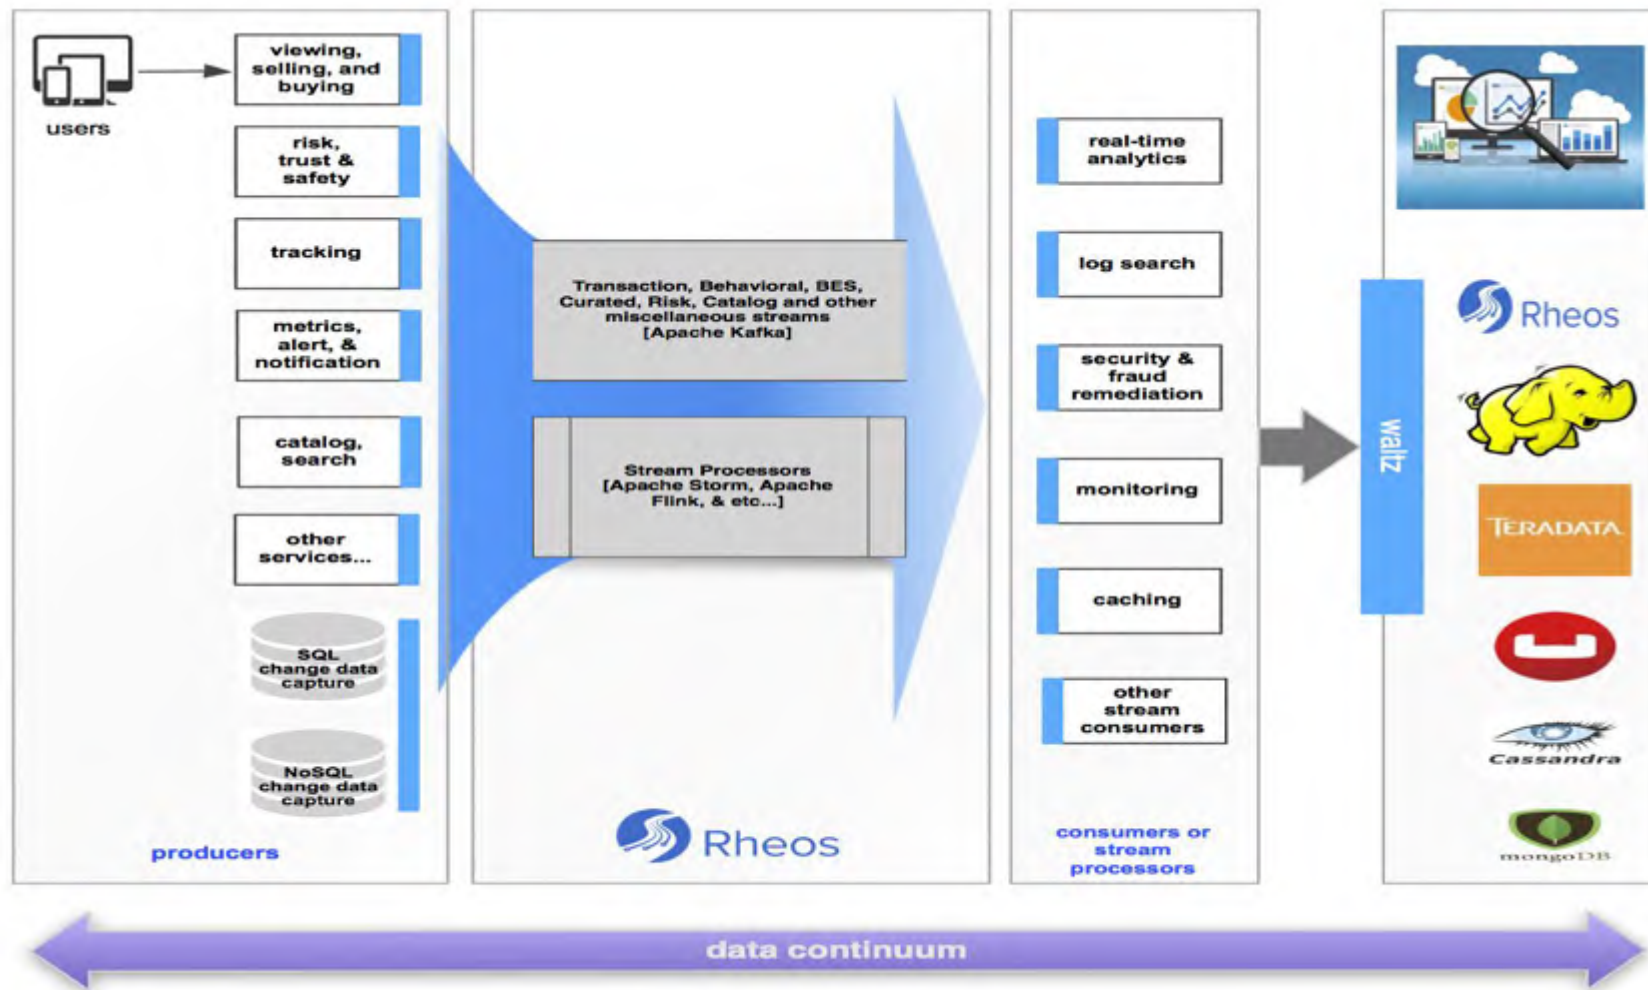 users
viewing,
selling, and
buying
risk,
trust &
safety
tracking
metrics,
alert, &
notification
catalog,
search
other
services...
SQL
change data
capture
NoSQL
change data
capture
producers
Transaction, Behavioral, BES,
Curated, Risk, Catalog and other
miscellaneous streams
[Apache Kafka]
Stream Processors
[Apache Storm, Apache
Flink, & etc...]
Rheos
real-time
analytics
log search
security &
fraud
remediation
monitoring
caching
other
stream
consumers
consumers or
stream
processors
waltz
Rheos
TERADATA
Cassandra
mongoDB
data continuum